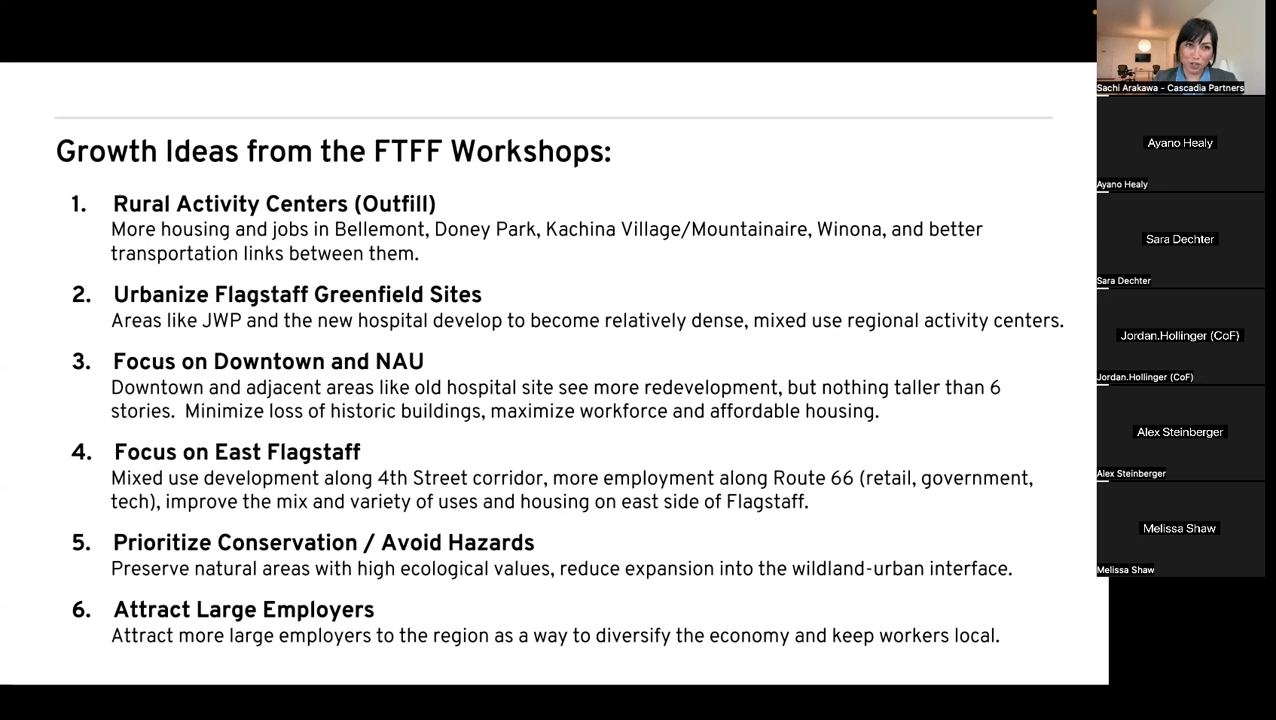 Growth Ideas from the FTFF Workshops:
1. Rural Activity Centers (Outfill)
More housing and jobs in Bellemont, Doney Park, Kachina Village/Mountainaire, Winona, and better
transportation links between them.
2. Urbanize Flagstaff Greenfield Sites
Areas like JWP and the new hospital develop to become relatively dense, mixed use regional activity centers.
3. Focus on Downtown and NAU
Downtown and adjacent areas like old hospital site see more redevelopment, but nothing taller than 6
stories. Minimize loss of historic buildings, maximize workforce and affordable housing.
4. Focus on East Flagstaff
Mixed use development along 4th Street corridor, more employment along Route 66 (retail, government,
tech), improve the mix and variety of uses and housing on east side of Flagstaff.
5. Prioritize Conservation / Avoid Hazards
Preserve natural areas with high ecological values, reduce expansion into the wildland-urban interface.
6. Attract Large Employers
Attract more large employers to the region as a way to diversify the economy and keep workers local.
Sachi Arakawa - Cascadia Partners
Ayano Healy
Ayano Healy
Sara Dechter
Sara Dechter
Jordan.Hollinger (CoF)
Jordan.Hollinger (CoF)
Alex Steinberger
Alex Steinberger
Melissa Shaw
Melissa Shaw